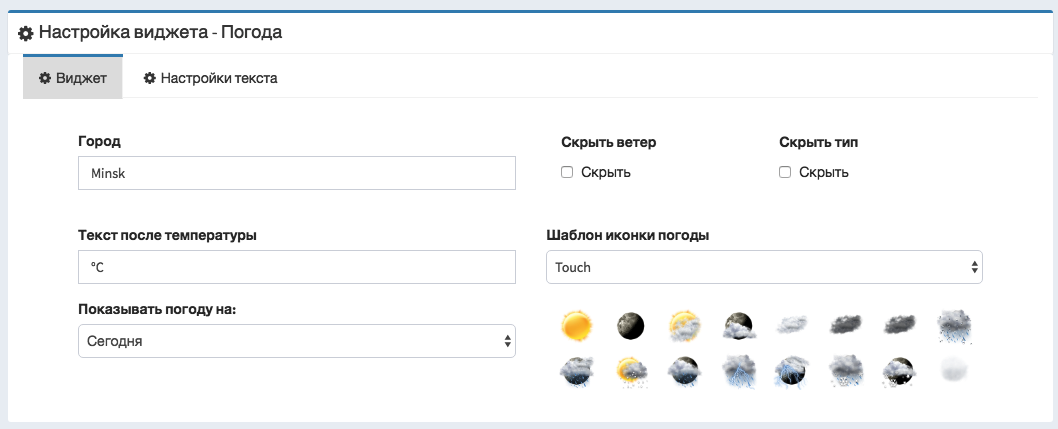 Настройка виджета - Погода
Виджет
Настройки текста
Город
Скрыть ветер
Скрыть тип
Minsk
Скрыть
Скрыть
Текст после температуры
Шаблон иконки погоды
°C
Touch
Показывать погоду на:
Сегодня